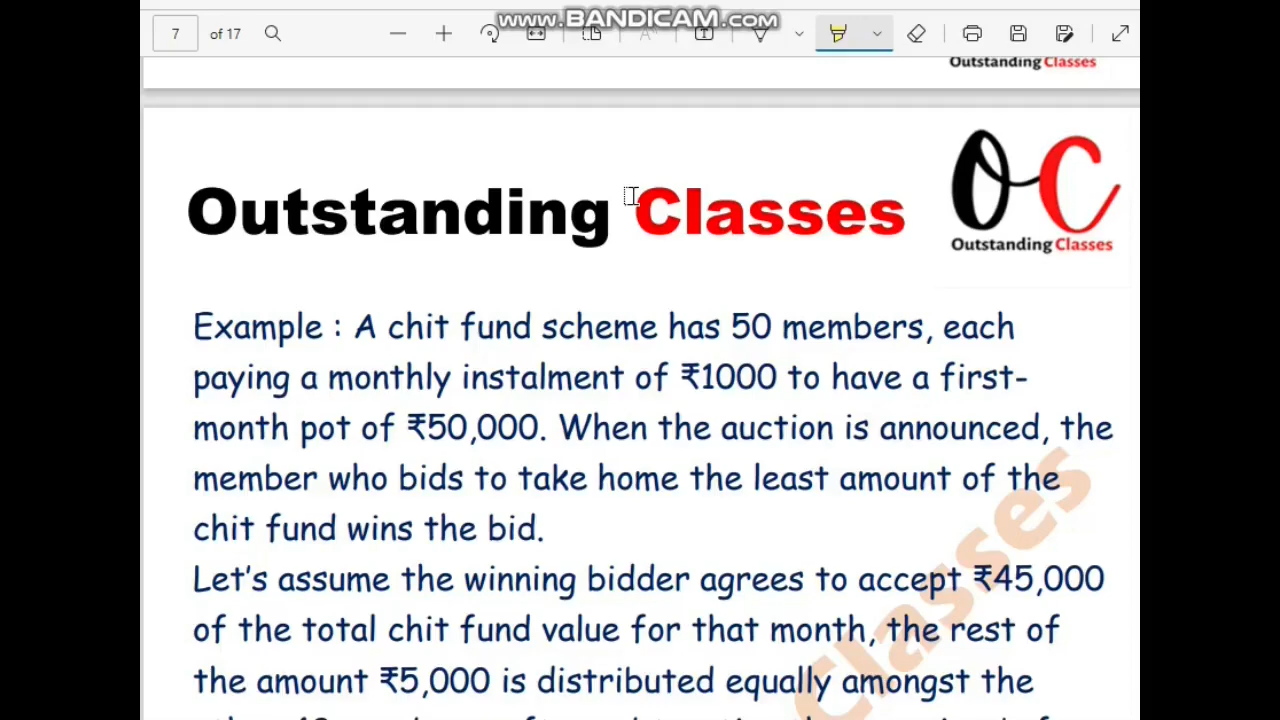 www.BANDICAM.com
7 of 17
Outstanding Classes
Outstanding Classes
OC
Outstanding Classes
Example : A chit fund scheme has 50 members, each
paying a monthly instalment of ₹1000 to have a first-
month pot of ₹50,000. When the auction is announced, the
member who bids to take home the least amount of the
chit fund wins the bid.
Let's assume the winning bidder agrees to accept ₹45,000
of the total chit fund value for that month, the rest of
the amount ₹5,000 is distributed equally amongst the
Classes